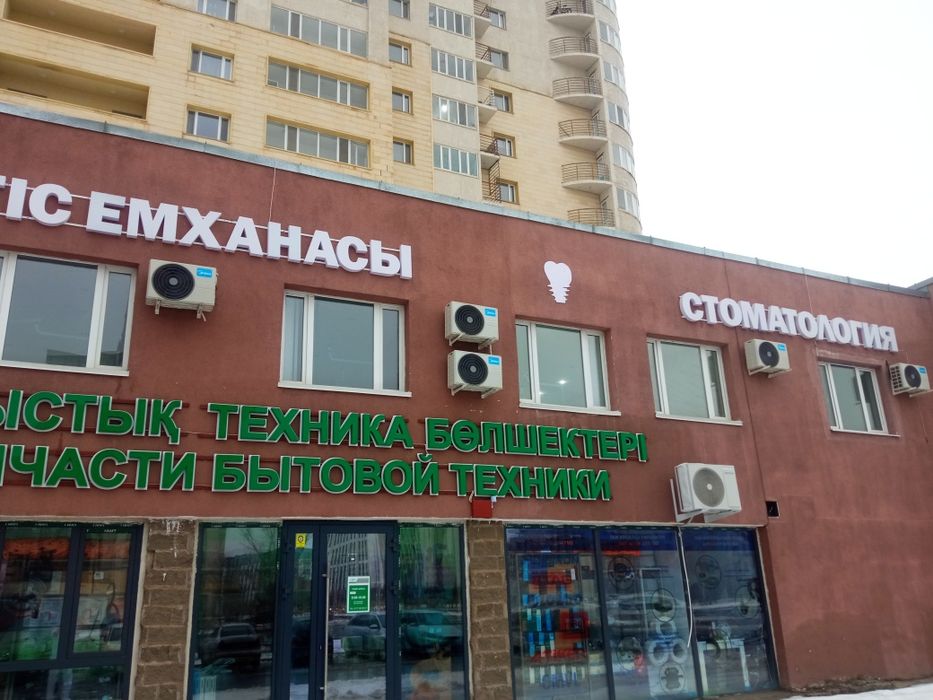 ТІС ЕМХАНАСЫ
СТОМАТОЛОГИЯ
ЫСТЫҚ ТЕХНИКА БӨЛШЕКТЕРІ
ЧАСТИ БЫТОВОЙ ТЕХНИКИ